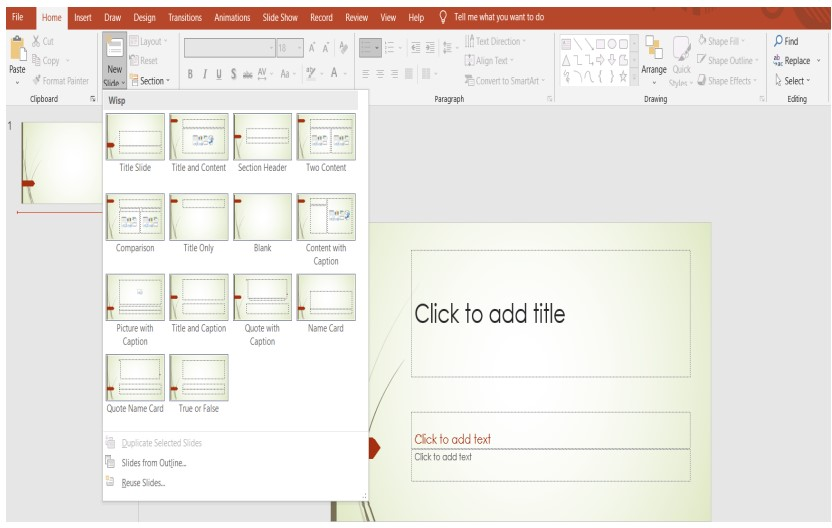 File Home Insert Draw Design Transitions Animations Slide Show Record Review View Help Tell me what you want to do
Paste
Cut
Copy
Format Painter
Clipboard
New
Slide
Layout
Reset
Section
18 A A A
B I U S abc AV Aa A
Text Direction
Align Text
Convert to SmartArt
Paragraph
Arrange
Quick
Styles
Shape Fill
Shape Outline
Shape Effects
Drawing
Find
Replace
Select
Editing
Wisp
Title Slide Title and Content Section Header Two Content
Comparison Title Only Blank Content with
Caption
Picture with
Caption
Title and Caption
Quote with
Caption
Name Card
Quote Name Card True or False
Duplicate Selected Slides
Slides from Outline...
Reuse Slides...
1
Click to add title
Click to add text
Click to add text